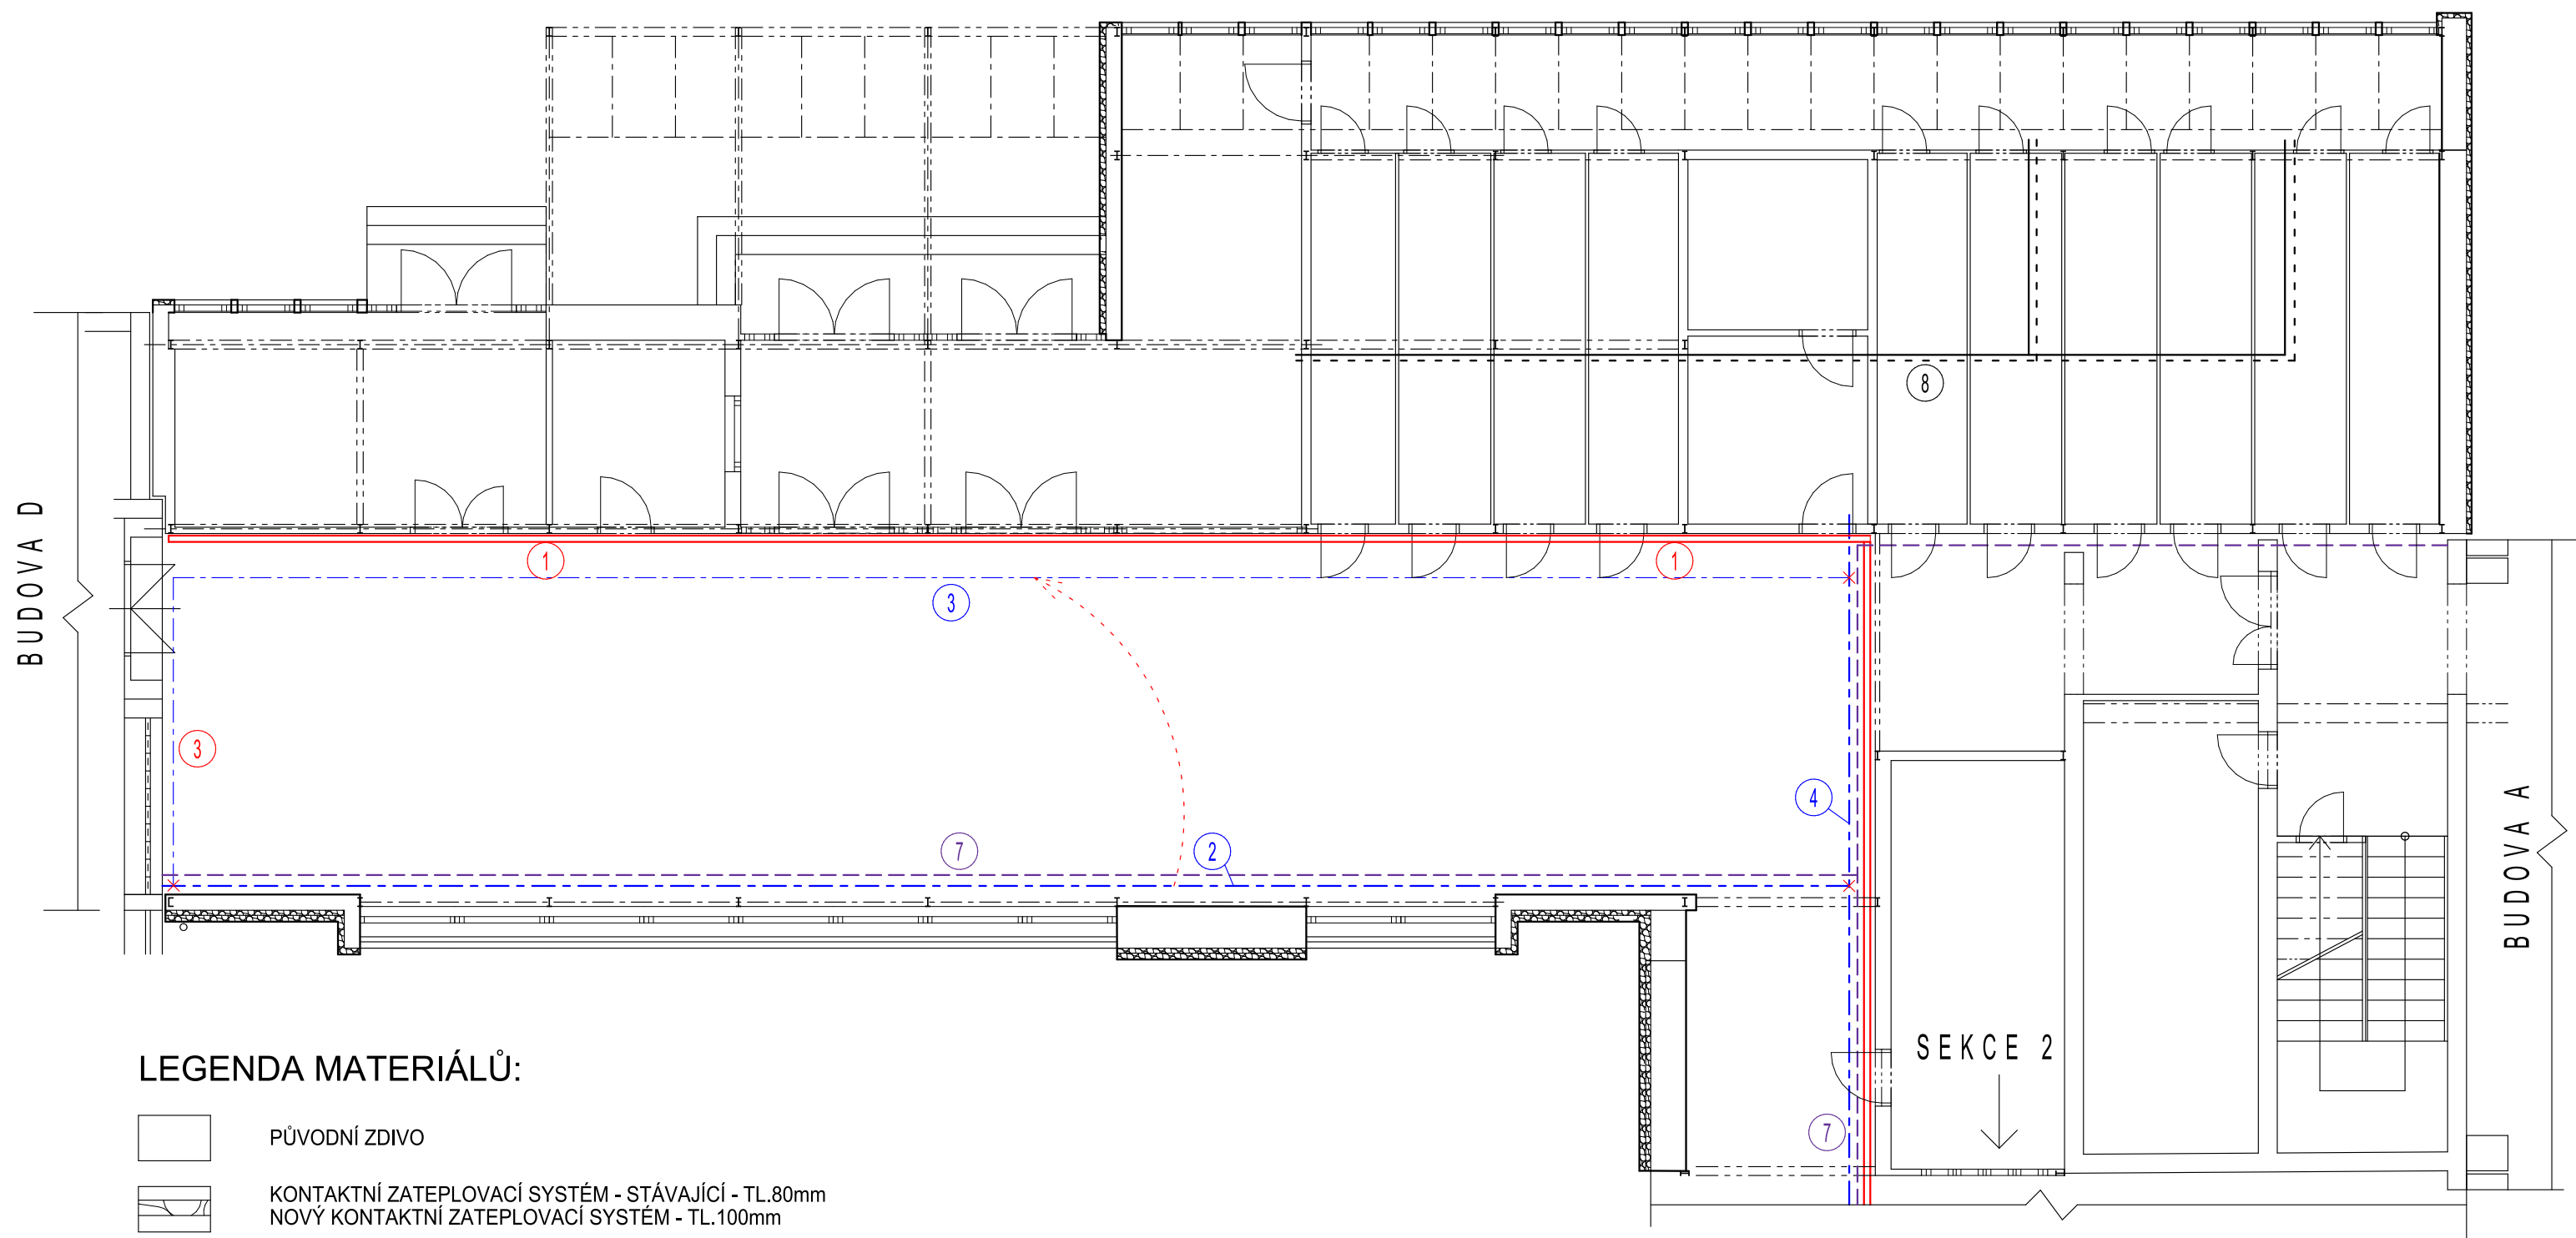 8
1
1
3
3
4
7
2
7
BUDOVA D
BUDOVA A
SEKCE 2
LEGENDA MATERIÁLŮ:
PŮVODNÍ ZDIVO
KONTAKTNÍ ZATEPLOVACÍ SYSTÉM - STÁVAJÍCÍ - TL.80mm
NOVÝ KONTAKTNÍ ZATEPLOVACÍ SYSTÉM - TL.100mm